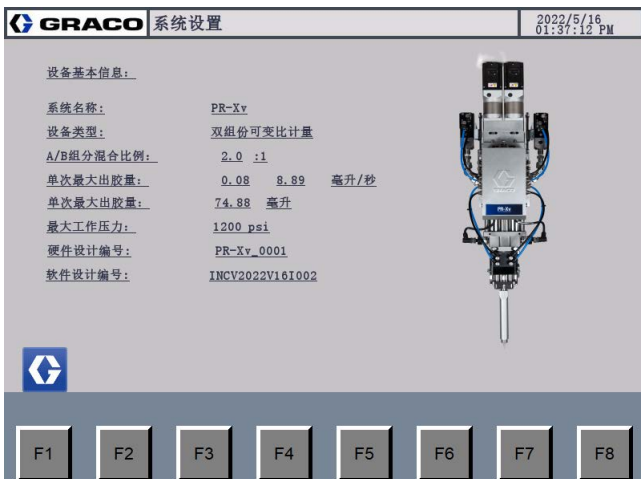 GRACO 系统设置 2022/5/16
01:37:12 PM
设备基本信息:
系统名称: PR-Xv
设备类型: 双组份可变比计量
A/B组分混合比例: 2.0 :1
单次最大出胶量: 0.08 8.89 毫升/秒
单次最大出胶量: 74.88 毫升
最大工作压力: 1200 psi
硬件设计编号: PR-Xv_0001
软件设计编号: INCV2022V16I002
PR-Xv
F1 F2 F3 F4 F5 F6 F7 F8